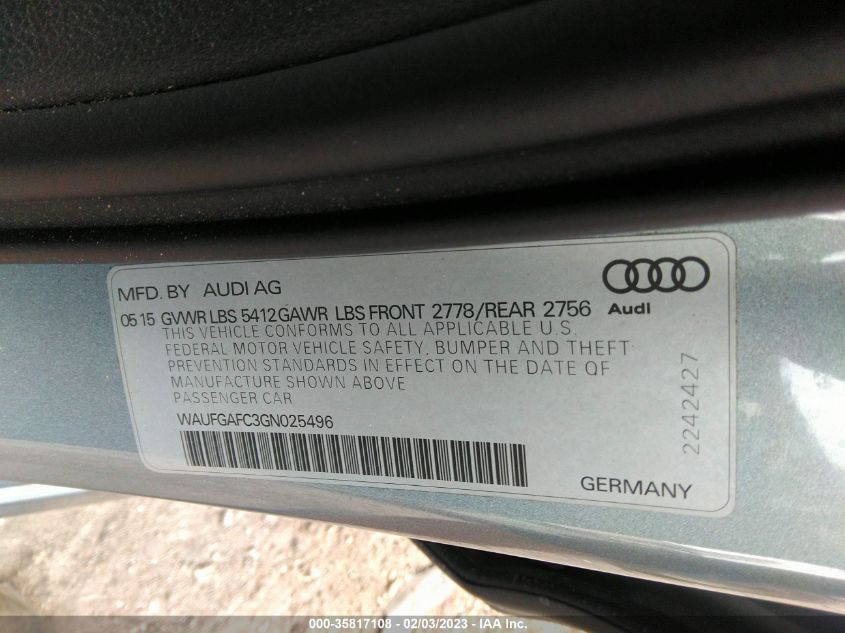 MFD. BY AUDI AG
Audi
05 15 GVWR LBS 5412 GAWR LBS FRONT 2778/REAR 2756
THIS VEHICLE CONFORMS TO ALL APPLICABLE U.S.
FEDERAL MOTOR VEHICLE SAFETY, BUMPER AND THEFT
PREVENTION STANDARDS IN EFFECT ON THE DATE OF
MANUFACTURE SHOWN ABOVE
PASSENGER CAR
WAUFGAFC3GN025496
2242427
GERMANY
000-35817108 - 02/03/2023 - IAA Inc.